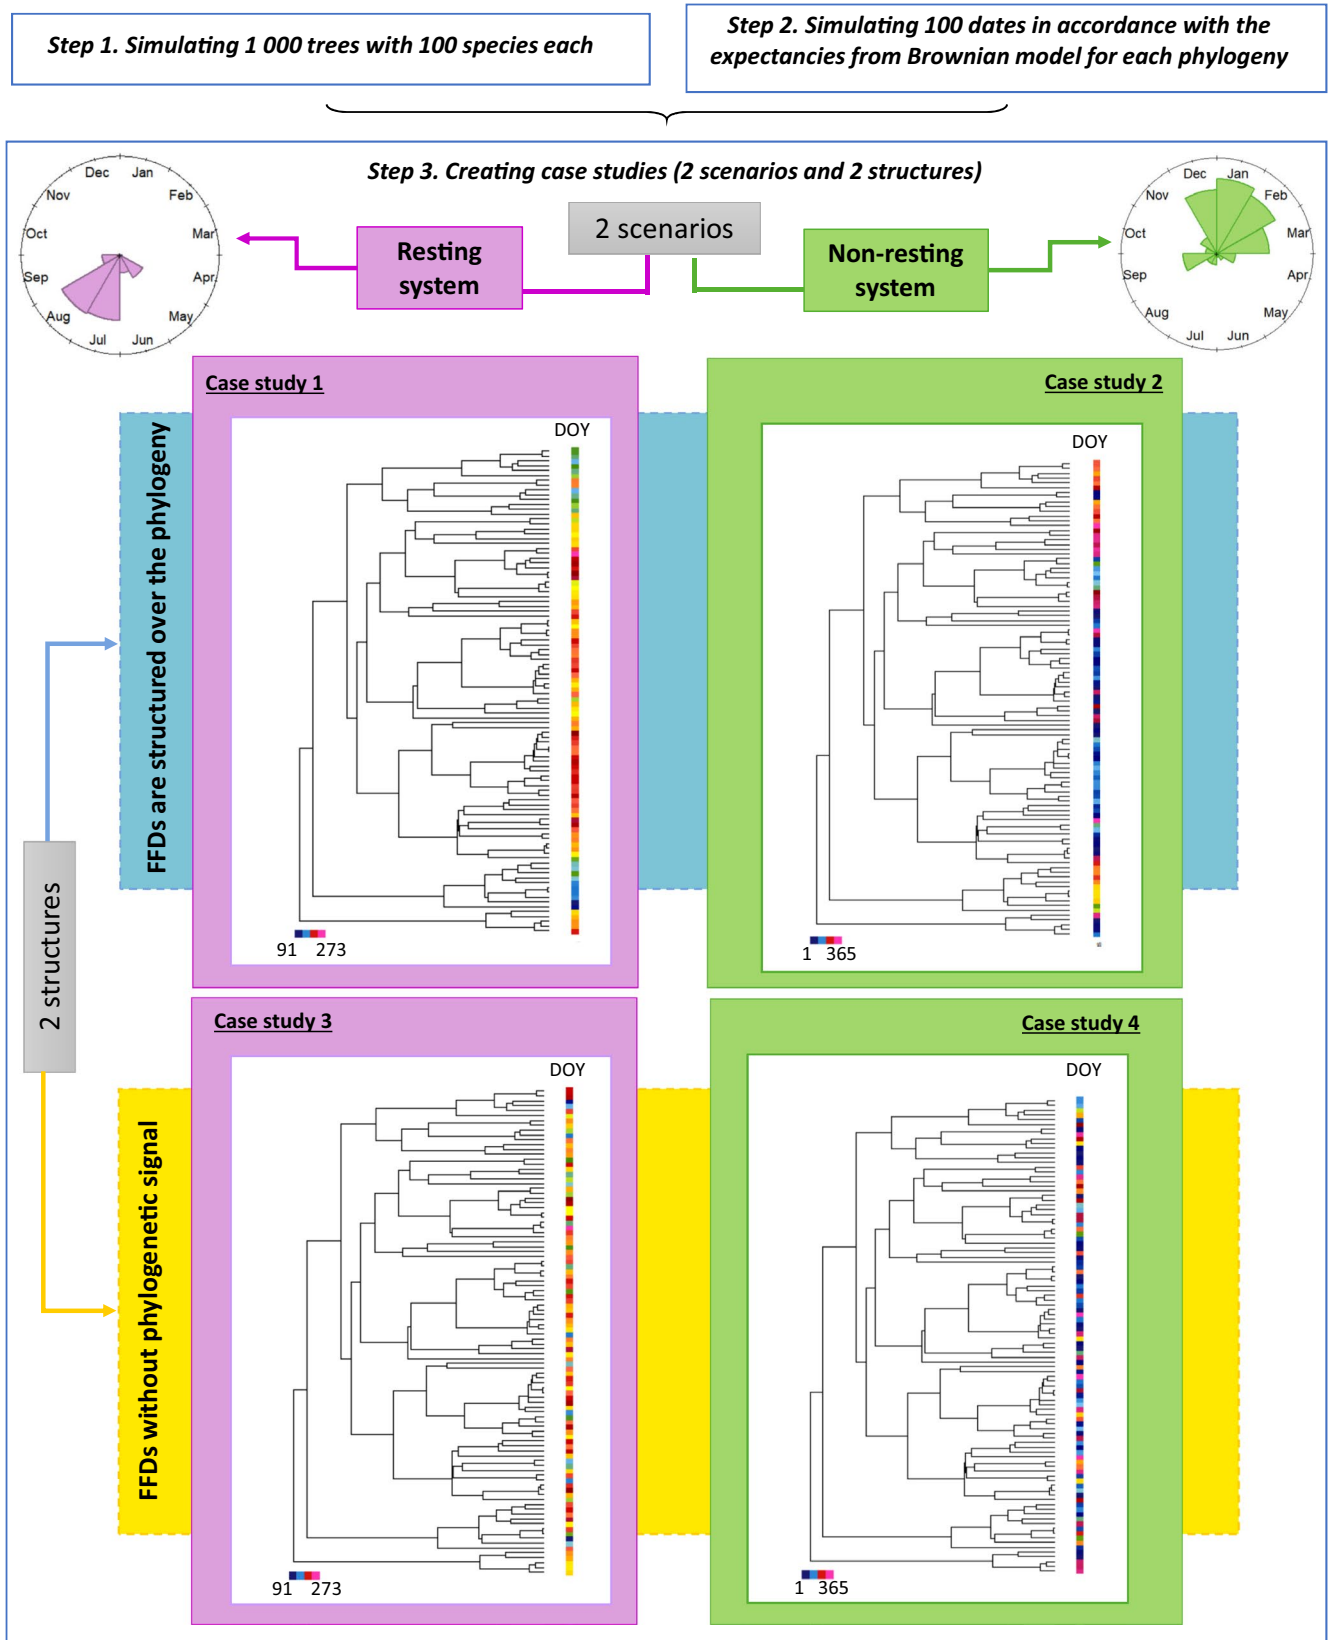 Step 1. Simulating 1 000 trees with 100 species each
Step 2. Simulating 100 dates in accordance with the
expectancies from Brownian model for each phylogeny
Step 3. Creating case studies (2 scenarios and 2 structures)
Dec
Jan
Nov
Feb
Oct
Mar
Sep
Apr
Aug
May
Jul
Jun
Resting
system
2 scenarios
Non-resting
system
Dec
Jan
Nov
Feb
Oct
Mar
Sep
Apr
Aug
May
Jul
Jun
2 structures
FFDs are structured over the phylogeny
Case study 1
DOY
91 273
Case study 2
DOY
1 365
FFDs without phylogenetic signal
Case study 3
DOY
91 273
Case study 4
DOY
1 365